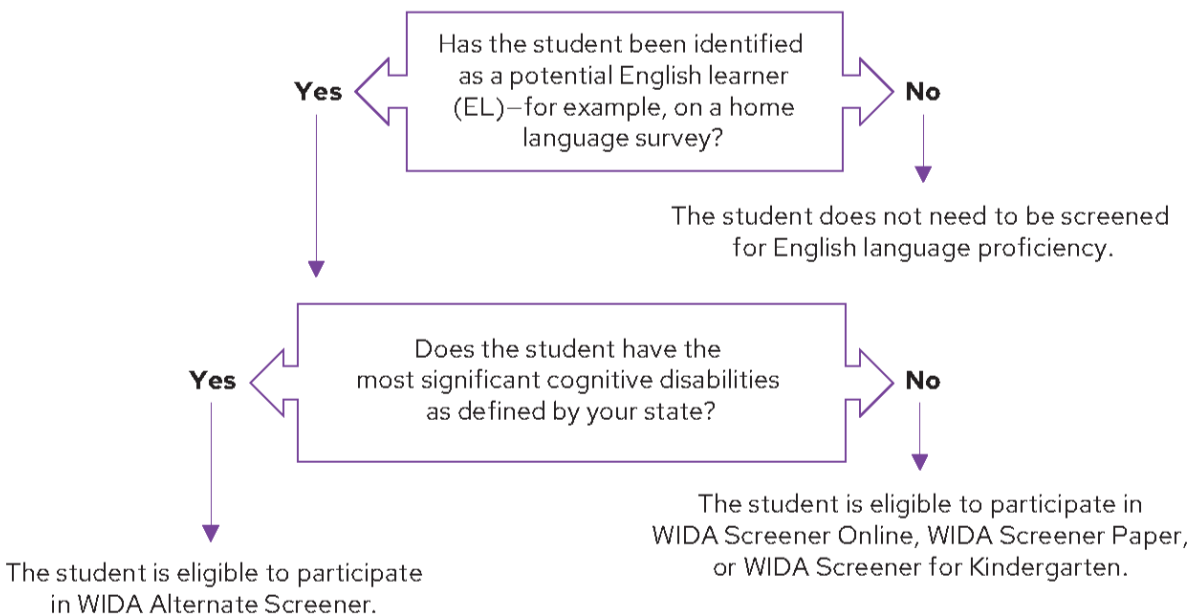 Has the student been identified
as a potential English learner
(EL)—for example, on a home
language survey?
Yes
No
The student does not need to be screened
for English language proficiency.
Does the student have the
most significant cognitive disabilities
as defined by your state?
Yes
No
The student is eligible to participate in
WIDA Screener Online, WIDA Screener Paper,
or WIDA Screener for Kindergarten.
The student is eligible to participate
in WIDA Alternate Screener.